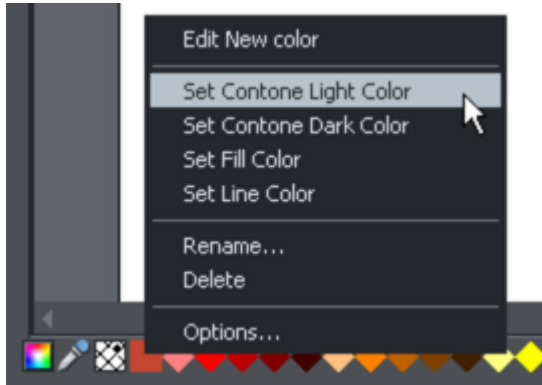 Edit New color
Set Contone Light Color
Set Contone Dark Color
Set Fill Color
Set Line Color
Rename...
Delete
Options...